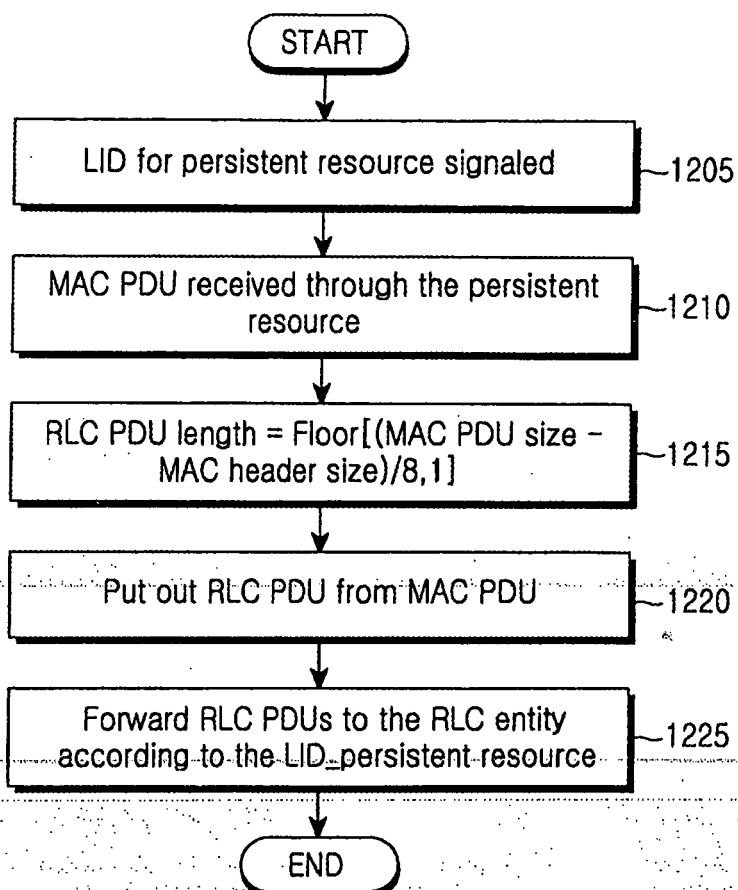 START
LID for persistent resource signaled
1205
MAC PDU received through the persistent
resource
1210
RLC PDU length = Floor[(MAC PDU size –
MAC header size)/8,1]
1215
Put out RLC PDU from MAC PDU
1220
Forward RLC PDUs to the RLC entity
according to the LID_persistent resource
1225
END